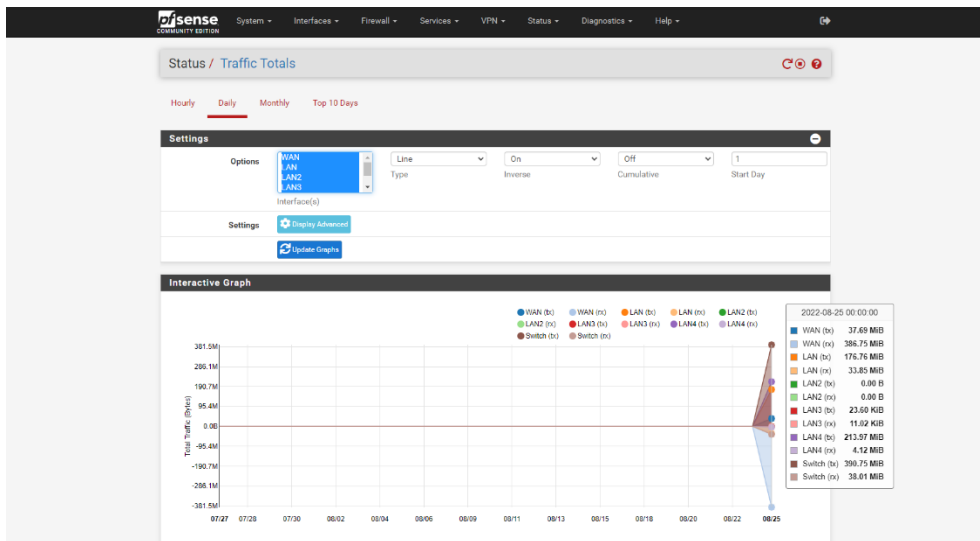 pfsense
COMMUNITY EDITION
System Interfaces Firewall Services VPN Status Diagnostics Help
Status / Traffic Totals
Hourly Daily Monthly Top 10 Days
Settings
Options
WAN
LAN
LAN2
LAN3
Interface(s)
Line
Type
On
Inverse
Off
Cumulative
1
Start Day
Settings
Display Advanced
Update Graphs
Interactive Graph
WAN (tx) WAN (rx) LAN (tx) LAN (rx) LAN2 (tx)
LAN2 (rx) LAN3 (tx) LAN3 (rx) LAN4 (tx) LAN4 (rx)
Switch (tx) Switch (rx)
2022-08-25 00:00:00
WAN (tx) 37.69 MiB
WAN (rx) 386.75 MiB
LAN (tx) 176.76 MiB
LAN (rx) 33.85 MiB
LAN2 (tx) 0.00 B
LAN2 (rx) 0.00 B
LAN3 (tx) 23.60 KiB
LAN3 (rx) 11.02 KiB
LAN4 (tx) 213.97 MiB
LAN4 (rx) 4.12 MiB
Switch (tx) 390.75 MiB
Switch (rx) 38.01 MiB
Total Traffic (Bytes)
381.5M
286.1M
190.7M
95.4M
0.0B
-95.4M
-190.7M
-286.1M
-381.5M
07/27 07/28 07/30 08/02 08/04 08/06 08/09 08/11 08/13 08/15 08/18 08/20 08/22 08/25